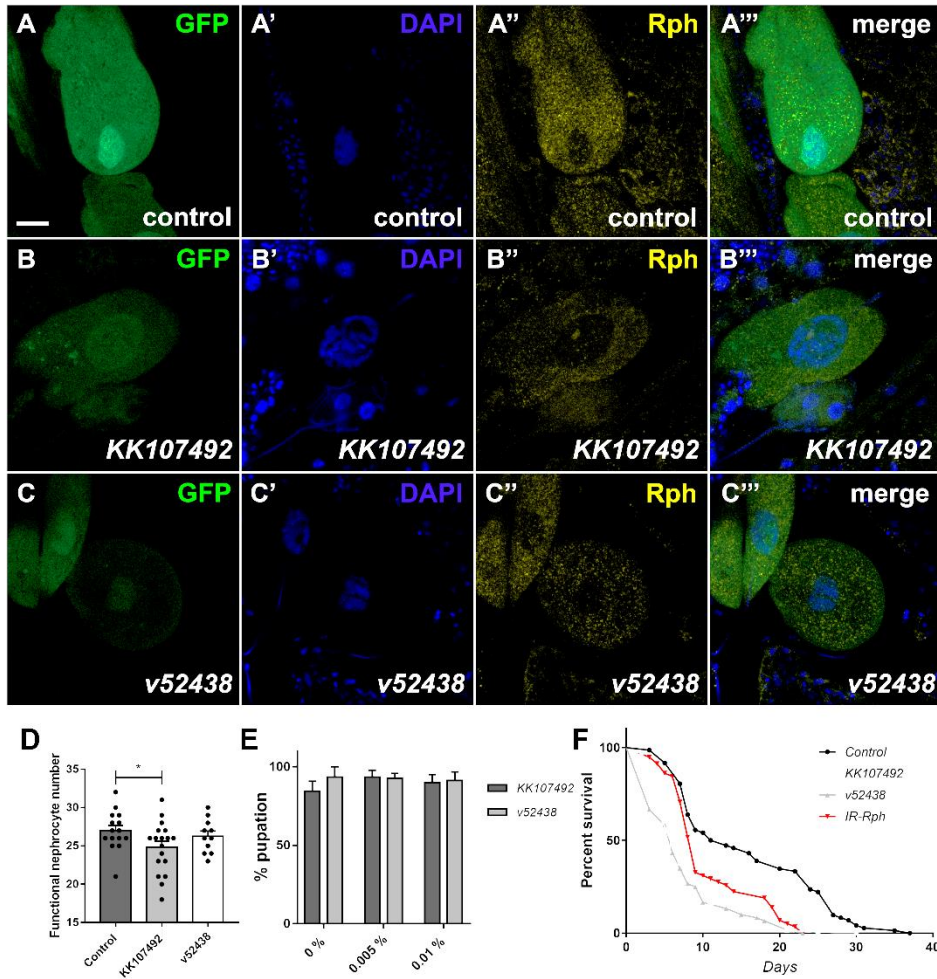 A GFP A' DAPI A'' Rph A''' merge
control control control control
B GFP B' DAPI B'' Rph B''' merge
KK107492 KK107492 KK107492 KK107492
C GFP C' DAPI C'' Rph C''' merge
v52438 v52438 v52438 v52438
D
Functional nephrocyte number
35
30
25
20
15
*
Control KK107492 v52438
E
% pupation
100
50
0
KK107492
v52438
0 % 0.005 % 0.01 %
F
Percent survival
100
50
0
Control
KK107492
v52438
IR-Rph
0 10 20 30 40
Days